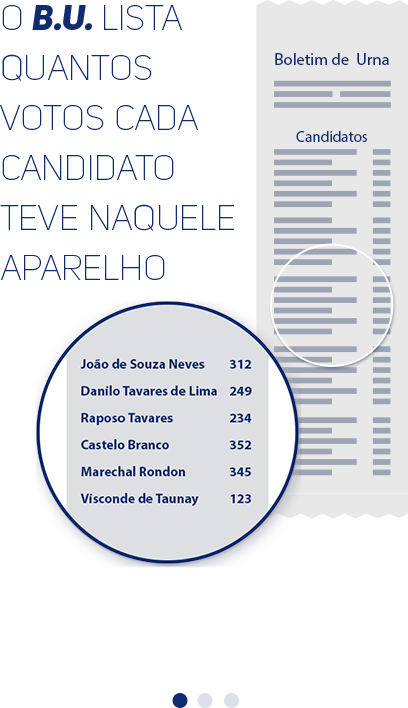 O B.U. LISTA
QUANTOS
VOTOS CADA
CANDIDATO
TEVE NAQUELE
APARELHO
Boletim de Urna
Candidatos
João de Souza Neves 312
Danilo Tavares de Lima 249
Raposo Tavares 234
Castelo Branco 352
Marechal Rondon 345
Visconde de Taunay 123